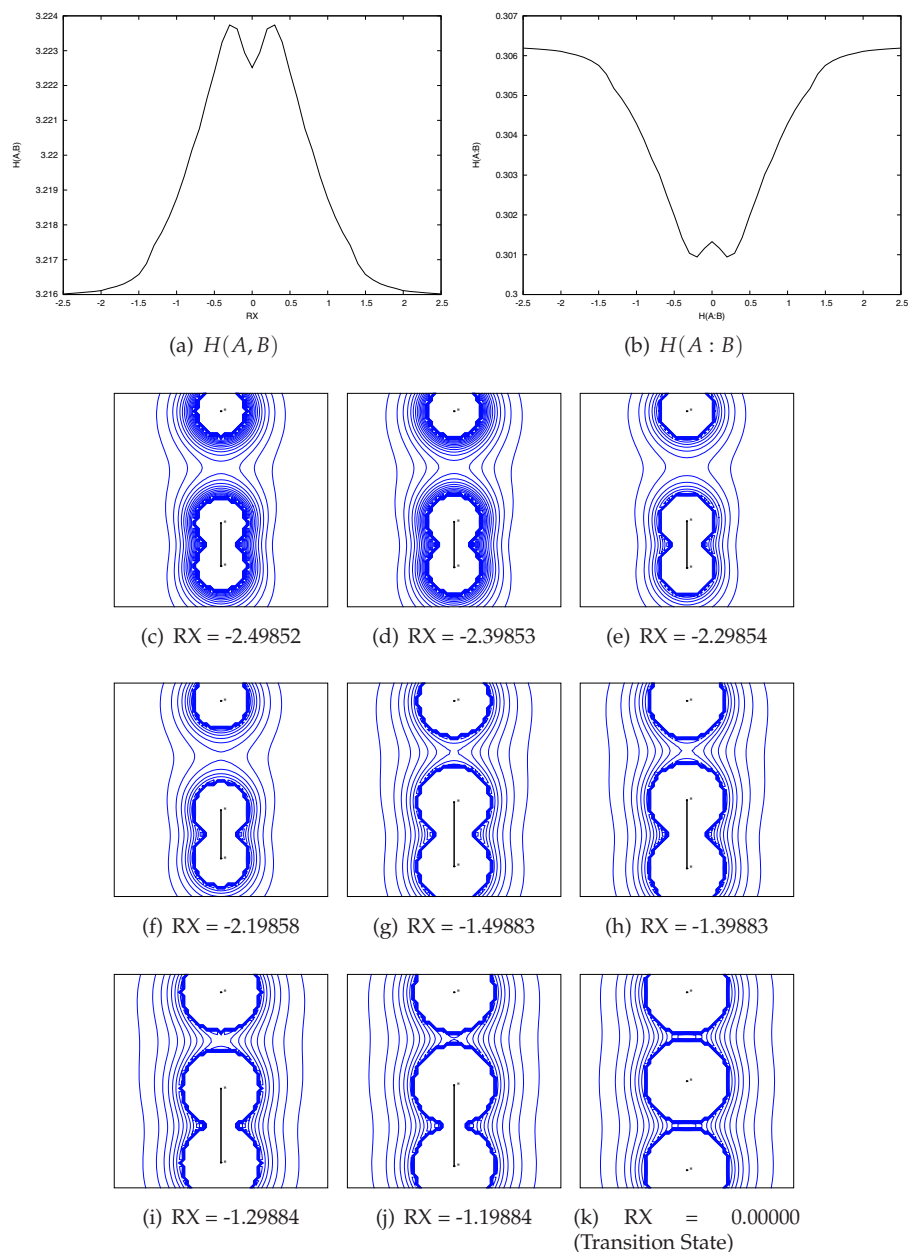 3.224
3.223
3.222
3.221
3.22
3.219
3.218
3.217
3.216
H(A,B)
-2.5 -2 -1.5 -1 -0.5 0 0.5 1 1.5 2 2.5
RX
(a) H(A, B)
0.307
0.306
0.305
0.304
0.303
0.302
0.301
0.3
H(A:B)
-2.5 -2 -1.5 -1 -0.5 0 0.5 1 1.5 2 2.5
H(A:B)
(b) H(A : B)
(c) RX = -2.49852
(d) RX = -2.39853
(e) RX = -2.29854
(f) RX = -2.19858
(g) RX = -1.49883
(h) RX = -1.39883
(i) RX = -1.29884
(j) RX = -1.19884
(k) RX = 0.00000
(Transition State)